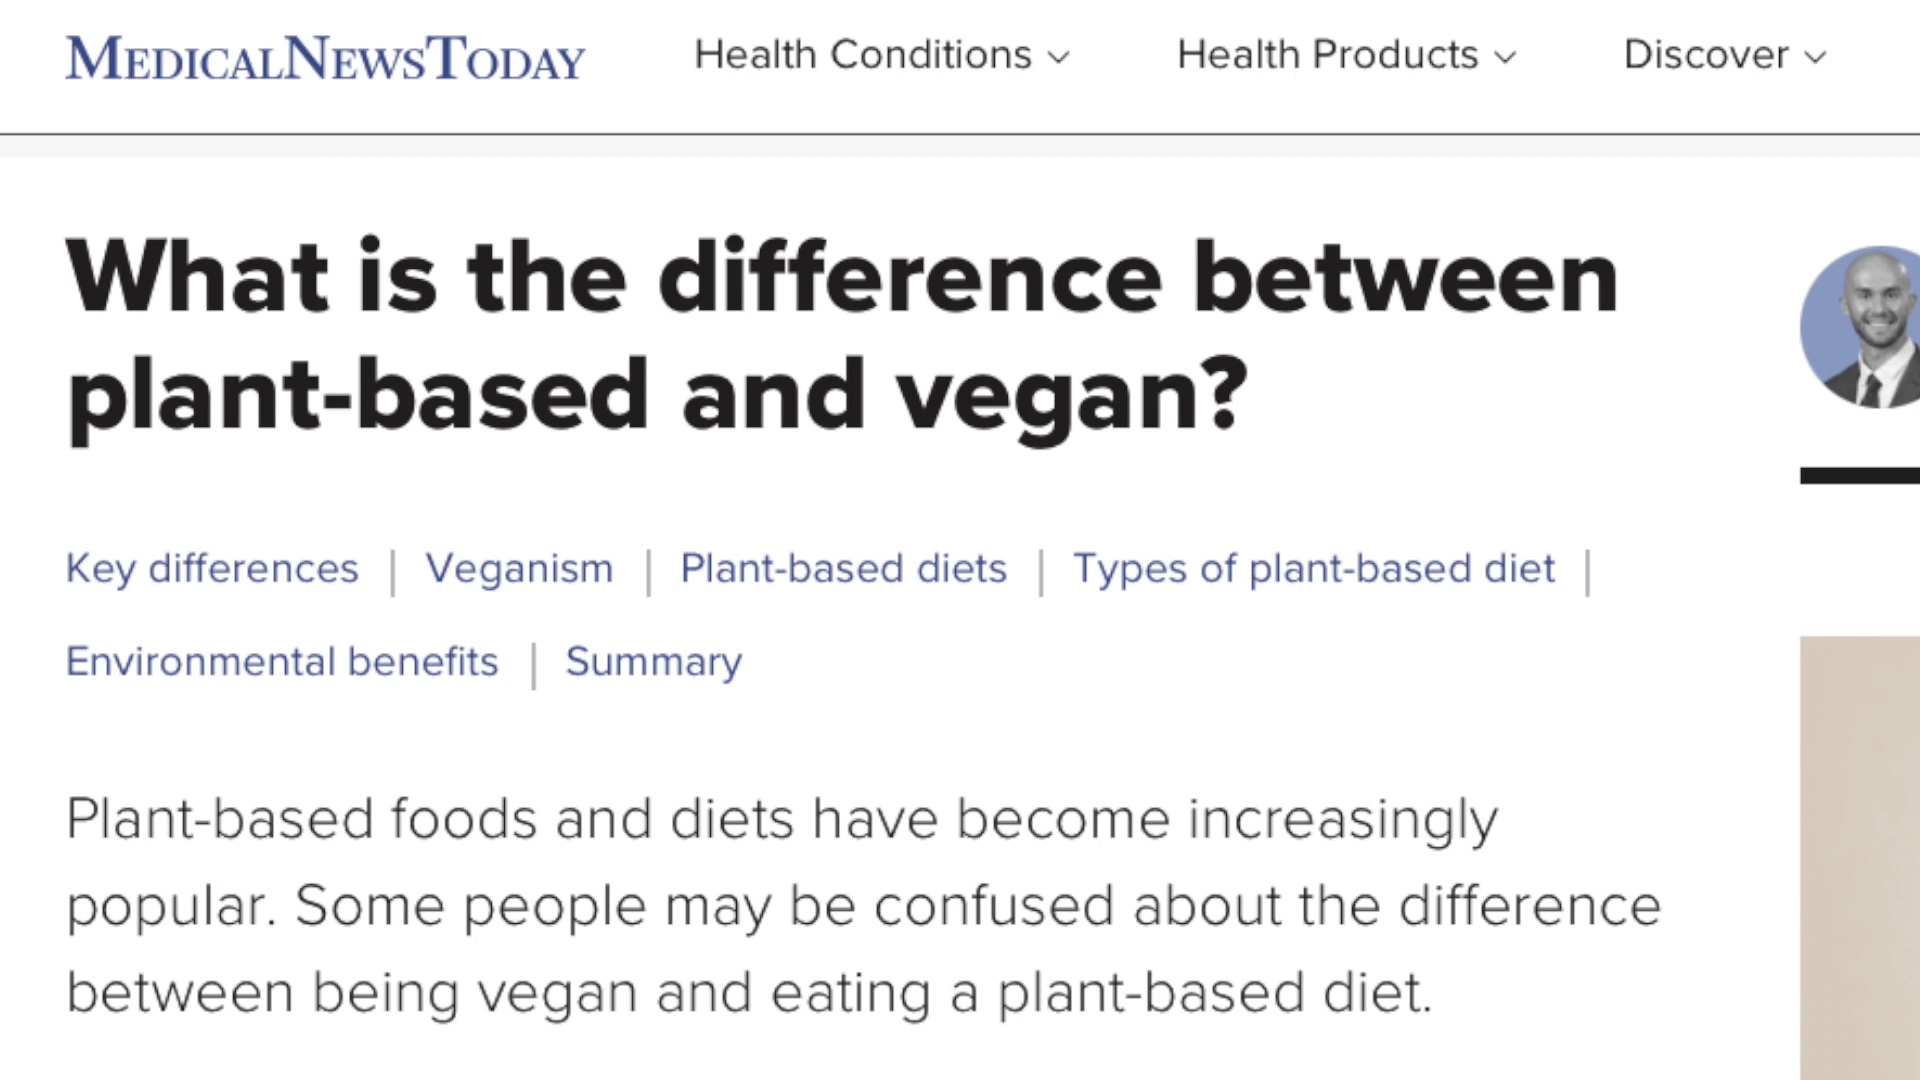 MEDICALNEWSTODAY Health Conditions Health Products Discover
What is the difference between
plant-based and vegan?
Key differences | Veganism | Plant-based diets | Types of plant-based diet |
Environmental benefits | Summary
Plant-based foods and diets have become increasingly
popular. Some people may be confused about the difference
between being vegan and eating a plant-based diet.